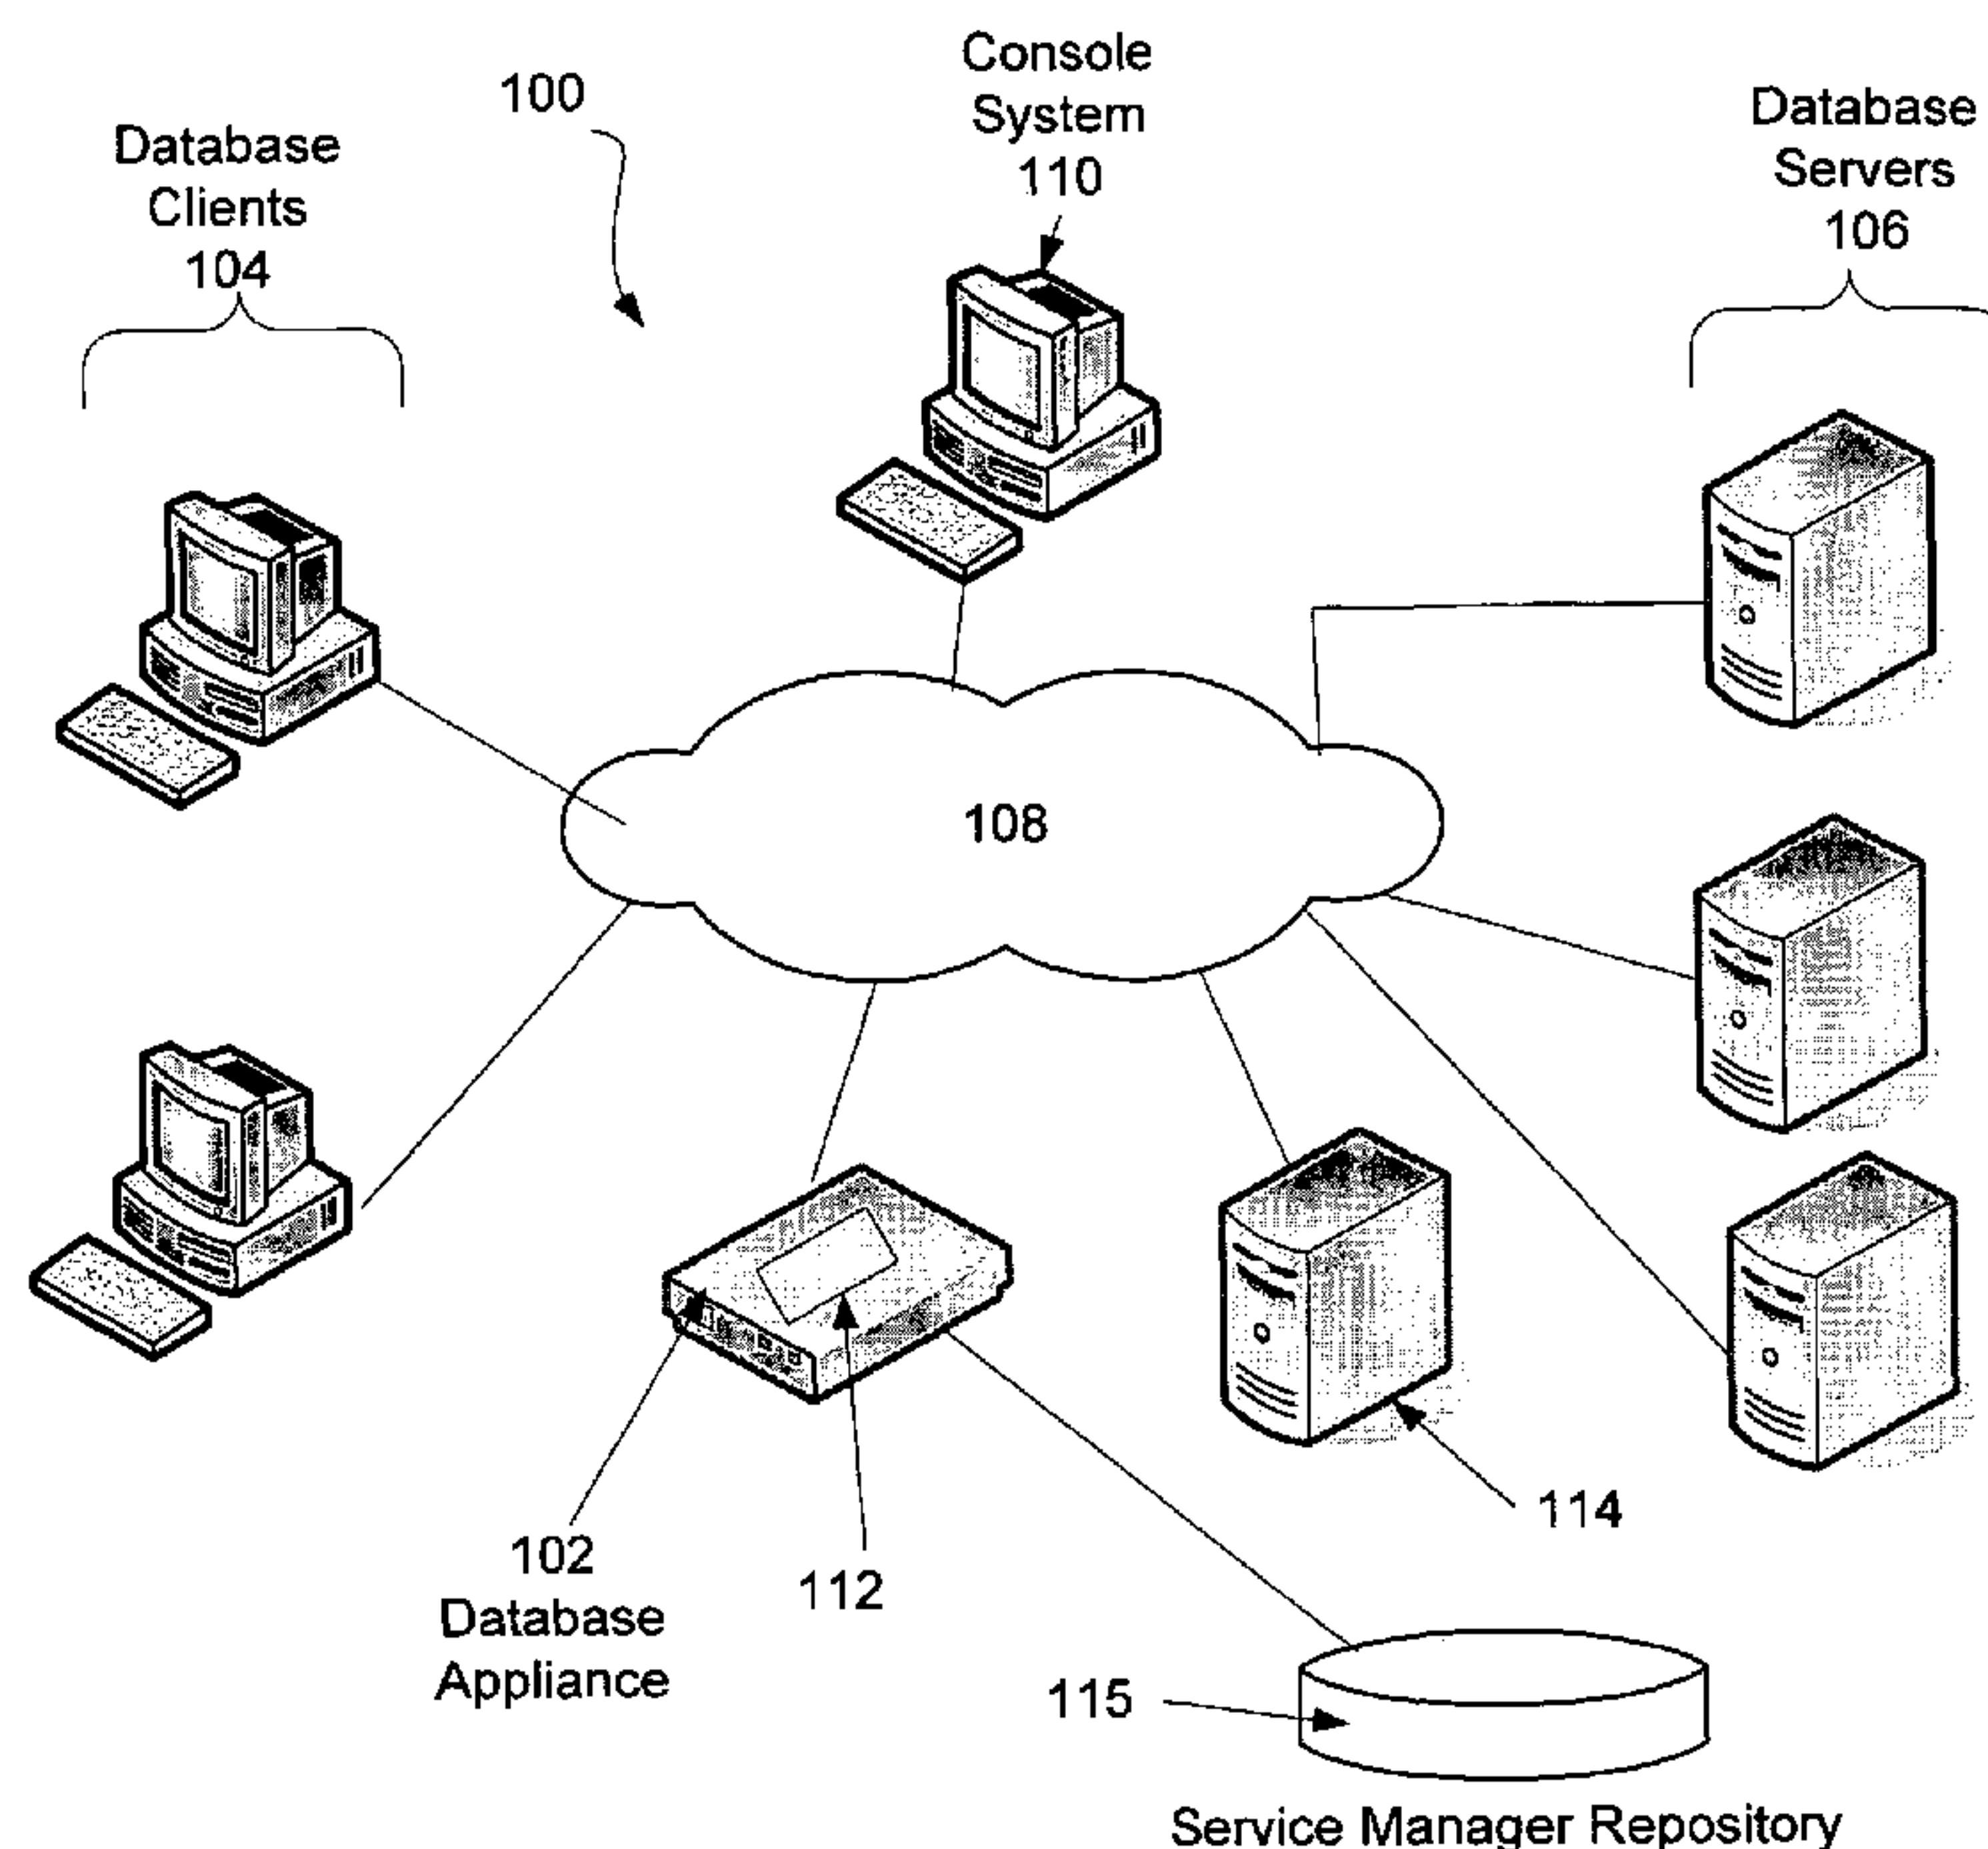 Console
System
110
100
Database
Clients
104
Database
Servers
106
108
102
Database
Appliance
112
114
115
Service Manager Repository